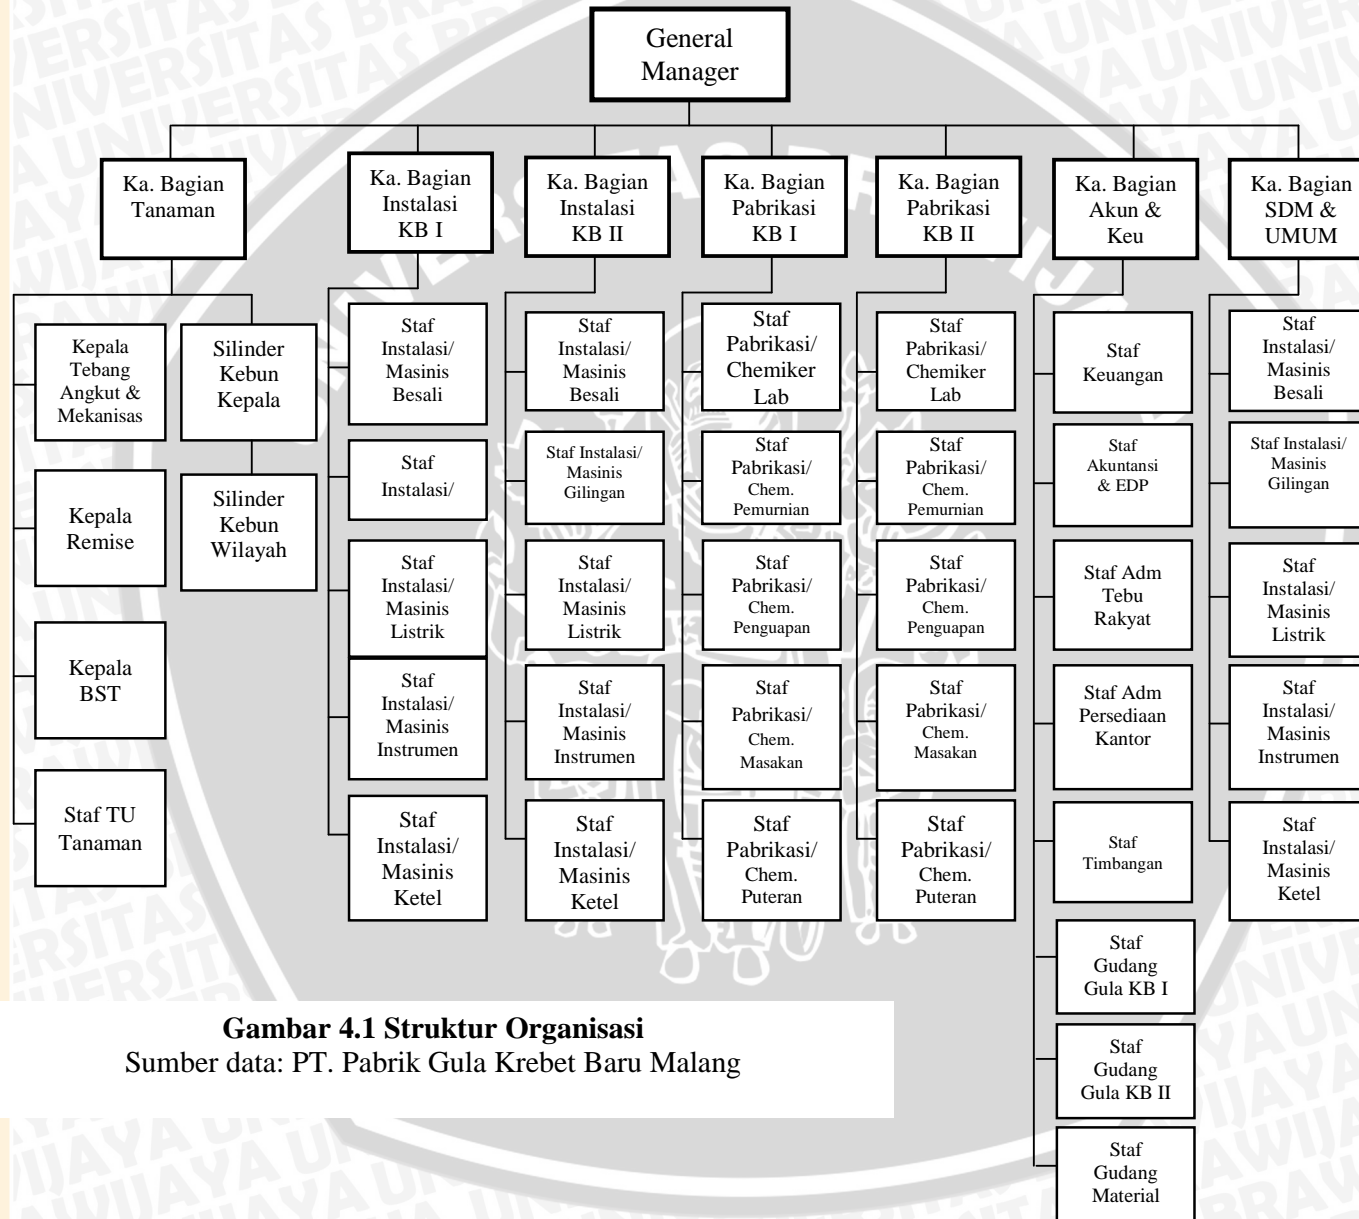 General
Manager
Ka. Bagian
Tanaman
Ka. Bagian
Instalasi
KB I
Ka. Bagian
Instalasi
KB II
Ka. Bagian
Pabrikasi
KB I
Ka. Bagian
Pabrikasi
KB II
Ka. Bagian
Akun &
Keu
Ka. Bagian
SDM &
UMUM
Kepala
Tebang
Angkut &
Mekanisas
Kepala
Remise
Kepala
BST
Staf TU
Tanaman
Silinder
Kebun
Kepala
Silinder
Kebun
Wilayah
Staf
Instalasi/
Masinis
Besali
Staf
Instalasi/
Staf
Instalasi/
Masinis
Listrik
Staf
Instalasi/
Masinis
Instrumen
Staf
Instalasi/
Masinis
Ketel
Staf
Instalasi/
Masinis
Besali
Staf Instalasi/
Masinis
Gilingan
Staf
Instalasi/
Masinis
Listrik
Staf
Instalasi/
Masinis
Instrumen
Staf
Instalasi/
Masinis
Ketel
Staf
Pabrikasi/
Chemiker
Lab
Staf
Pabrikasi/
Chem.
Pemurnian
Staf
Pabrikasi/
Chem.
Penguapan
Staf
Pabrikasi/
Chem.
Masakan
Staf
Pabrikasi/
Chem.
Puteran
Staf
Pabrikasi/
Chemiker
Lab
Staf
Pabrikasi/
Chem.
Pemurnian
Staf
Pabrikasi/
Chem.
Penguapan
Staf
Pabrikasi/
Chem.
Masakan
Staf
Pabrikasi/
Chem.
Puteran
Staf
Keuangan
Staf
Akuntansi
& EDP
Staf Adm
Tebu
Rakyat
Staf Adm
Persediaan
Kantor
Staf
Timbangan
Staf
Gudang
Gula KB I
Staf
Gudang
Gula KB II
Staf
Gudang
Material
Staf
Instalasi/
Masinis
Besali
Staf Instalasi/
Masinis
Gilingan
Staf
Instalasi/
Masinis
Listrik
Staf
Instalasi/
Masinis
Instrumen
Staf
Instalasi/
Masinis
Ketel
Gambar 4.1 Struktur Organisasi
Sumber data: PT. Pabrik Gula Krebet Baru Malang